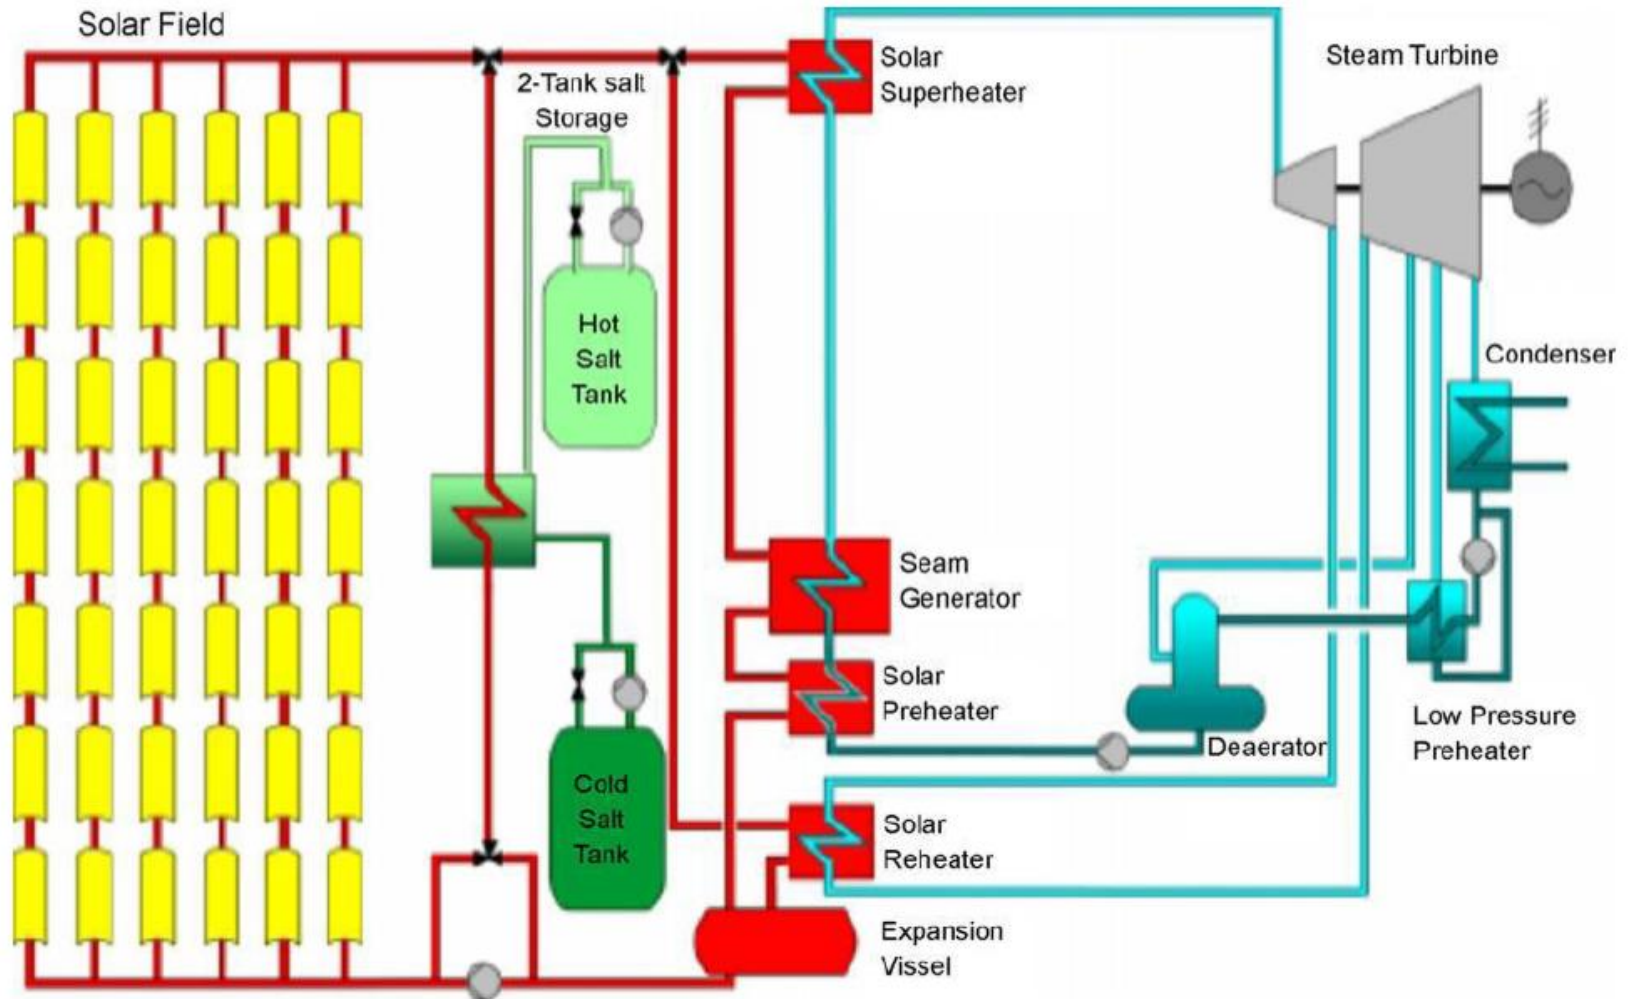 Solar Field
2-Tank salt
Storage
Solar
Superheater
Steam Turbine
Hot
Salt
Tank
Condenser
Seam
Generator
Solar
Preheater
Low Pressure
Preheater
Deaerator
Cold
Salt
Tank
Solar
Reheater
Expansion
Vissel